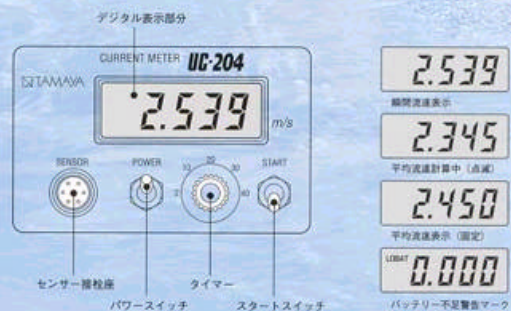 デジタル表示部分
CURRENT METER UC-204
TAMAYA
2.539
m/s
SENSOR
POWER
START
2
10
20
30
40
センサー接栓座
パワースイッチ
タイマー
スタートスイッチ
2.539
瞬間流速表示
2.345
平均流速計算中（点滅）
2.450
平均流速表示（固定）
LOBAT 0.000
バッテリー不足警告マーク